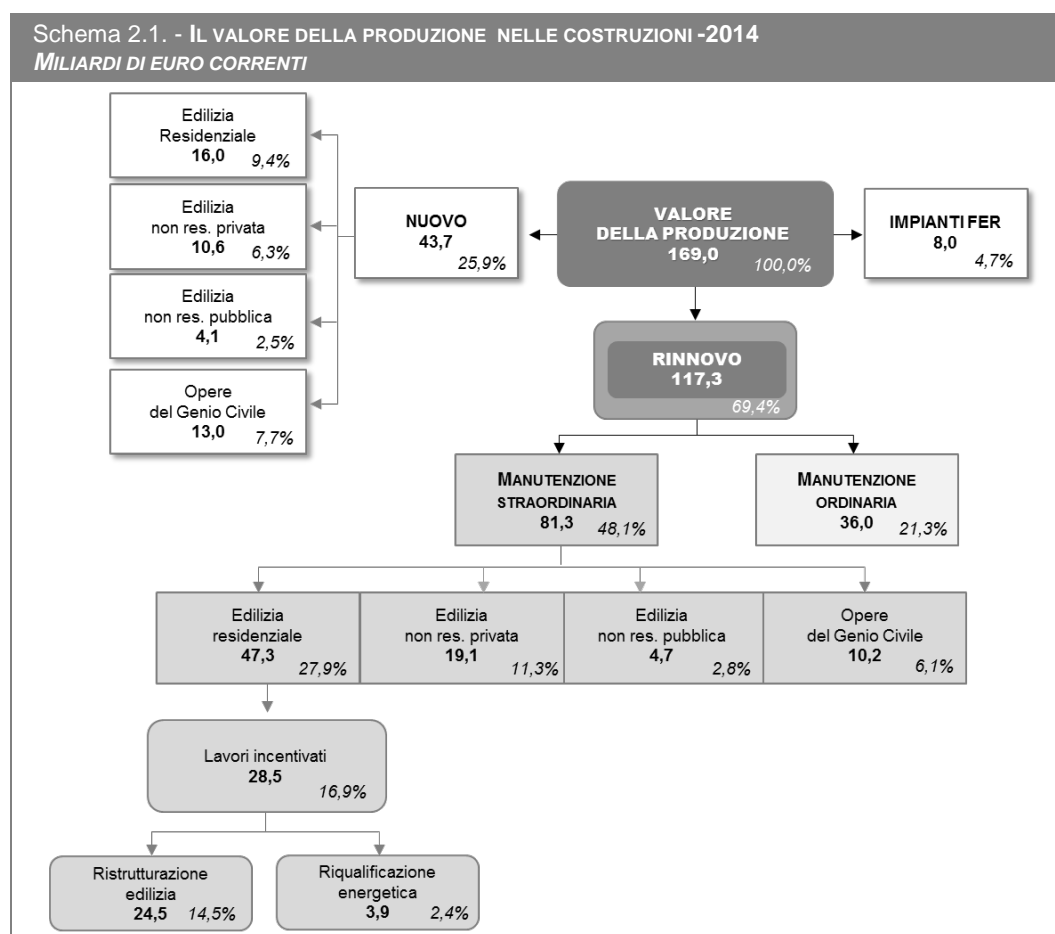 Schema 2.1. - IL VALORE DELLA PRODUZIONE NELLE COSTRUZIONI -2014
MILIARDI DI EURO CORRENTI
Edilizia
Residenziale
16,0 9,4%
Edilizia
non res. privata
10,6 6,3%
Edilizia
non res. pubblica
4,1 2,5%
Opere
del Genio Civile
13,0 7,7%
NUOVO
43,7
25,9%
VALORE
DELLA PRODUZIONE
169,0
100,0%
IMPIANTI FER
8,0
4,7%
RINNOVO
117,3
69,4%
MANUTENZIONE
STRAORDINARIA
81,3 48,1%
MANUTENZIONE
ORDINARIA
36,0 21,3%
Edilizia
residenziale
47,3
27,9%
Edilizia
non res. privata
19,1
11,3%
Edilizia
non res. pubblica
4,7
2,8%
Opere
del Genio Civile
10,2
6,1%
Lavori incentivati
28,5
16,9%
Ristrutturazione
edilizia
24,5 14,5%
Riqualificazione
energetica
3,9 2,4%